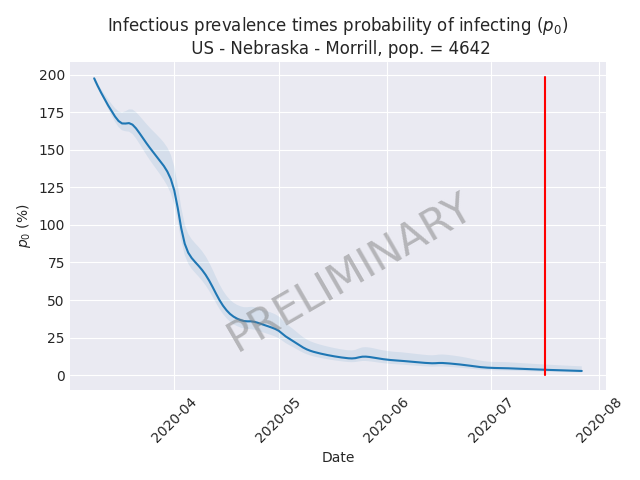 Infectious prevalence times probability of infecting (p₀)
US - Nebraska - Morrill, pop. = 4642
200
175
150
125
100
75
50
25
0
p₀ (%)
PRELIMINARY
2020-04
2020-05
2020-06
2020-07
2020-08
Date